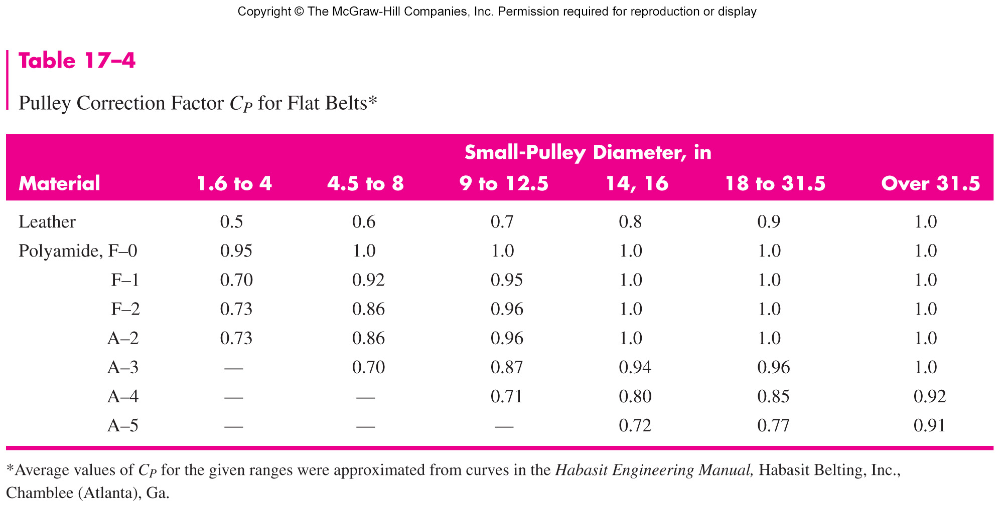 Copyright © The McGraw-Hill Companies, Inc. Permission required for reproduction or display
Table 17–4
Pulley Correction Factor C_P for Flat Belts*
Small-Pulley Diameter, in
Material 1.6 to 4 4.5 to 8 9 to 12.5 14, 16 18 to 31.5 Over 31.5
Leather 0.5 0.6 0.7 0.8 0.9 1.0
Polyamide, F–0 0.95 1.0 1.0 1.0 1.0 1.0
F–1 0.70 0.92 0.95 1.0 1.0 1.0
F–2 0.73 0.86 0.96 1.0 1.0 1.0
A–2 0.73 0.86 0.96 1.0 1.0 1.0
A–3 — 0.70 0.87 0.94 0.96 1.0
A–4 — — 0.71 0.80 0.85 0.92
A–5 — — — 0.72 0.77 0.91
*Average values of C_P for the given ranges were approximated from curves in the Habasit Engineering Manual, Habasit Belting, Inc.,
Chamblee (Atlanta), Ga.